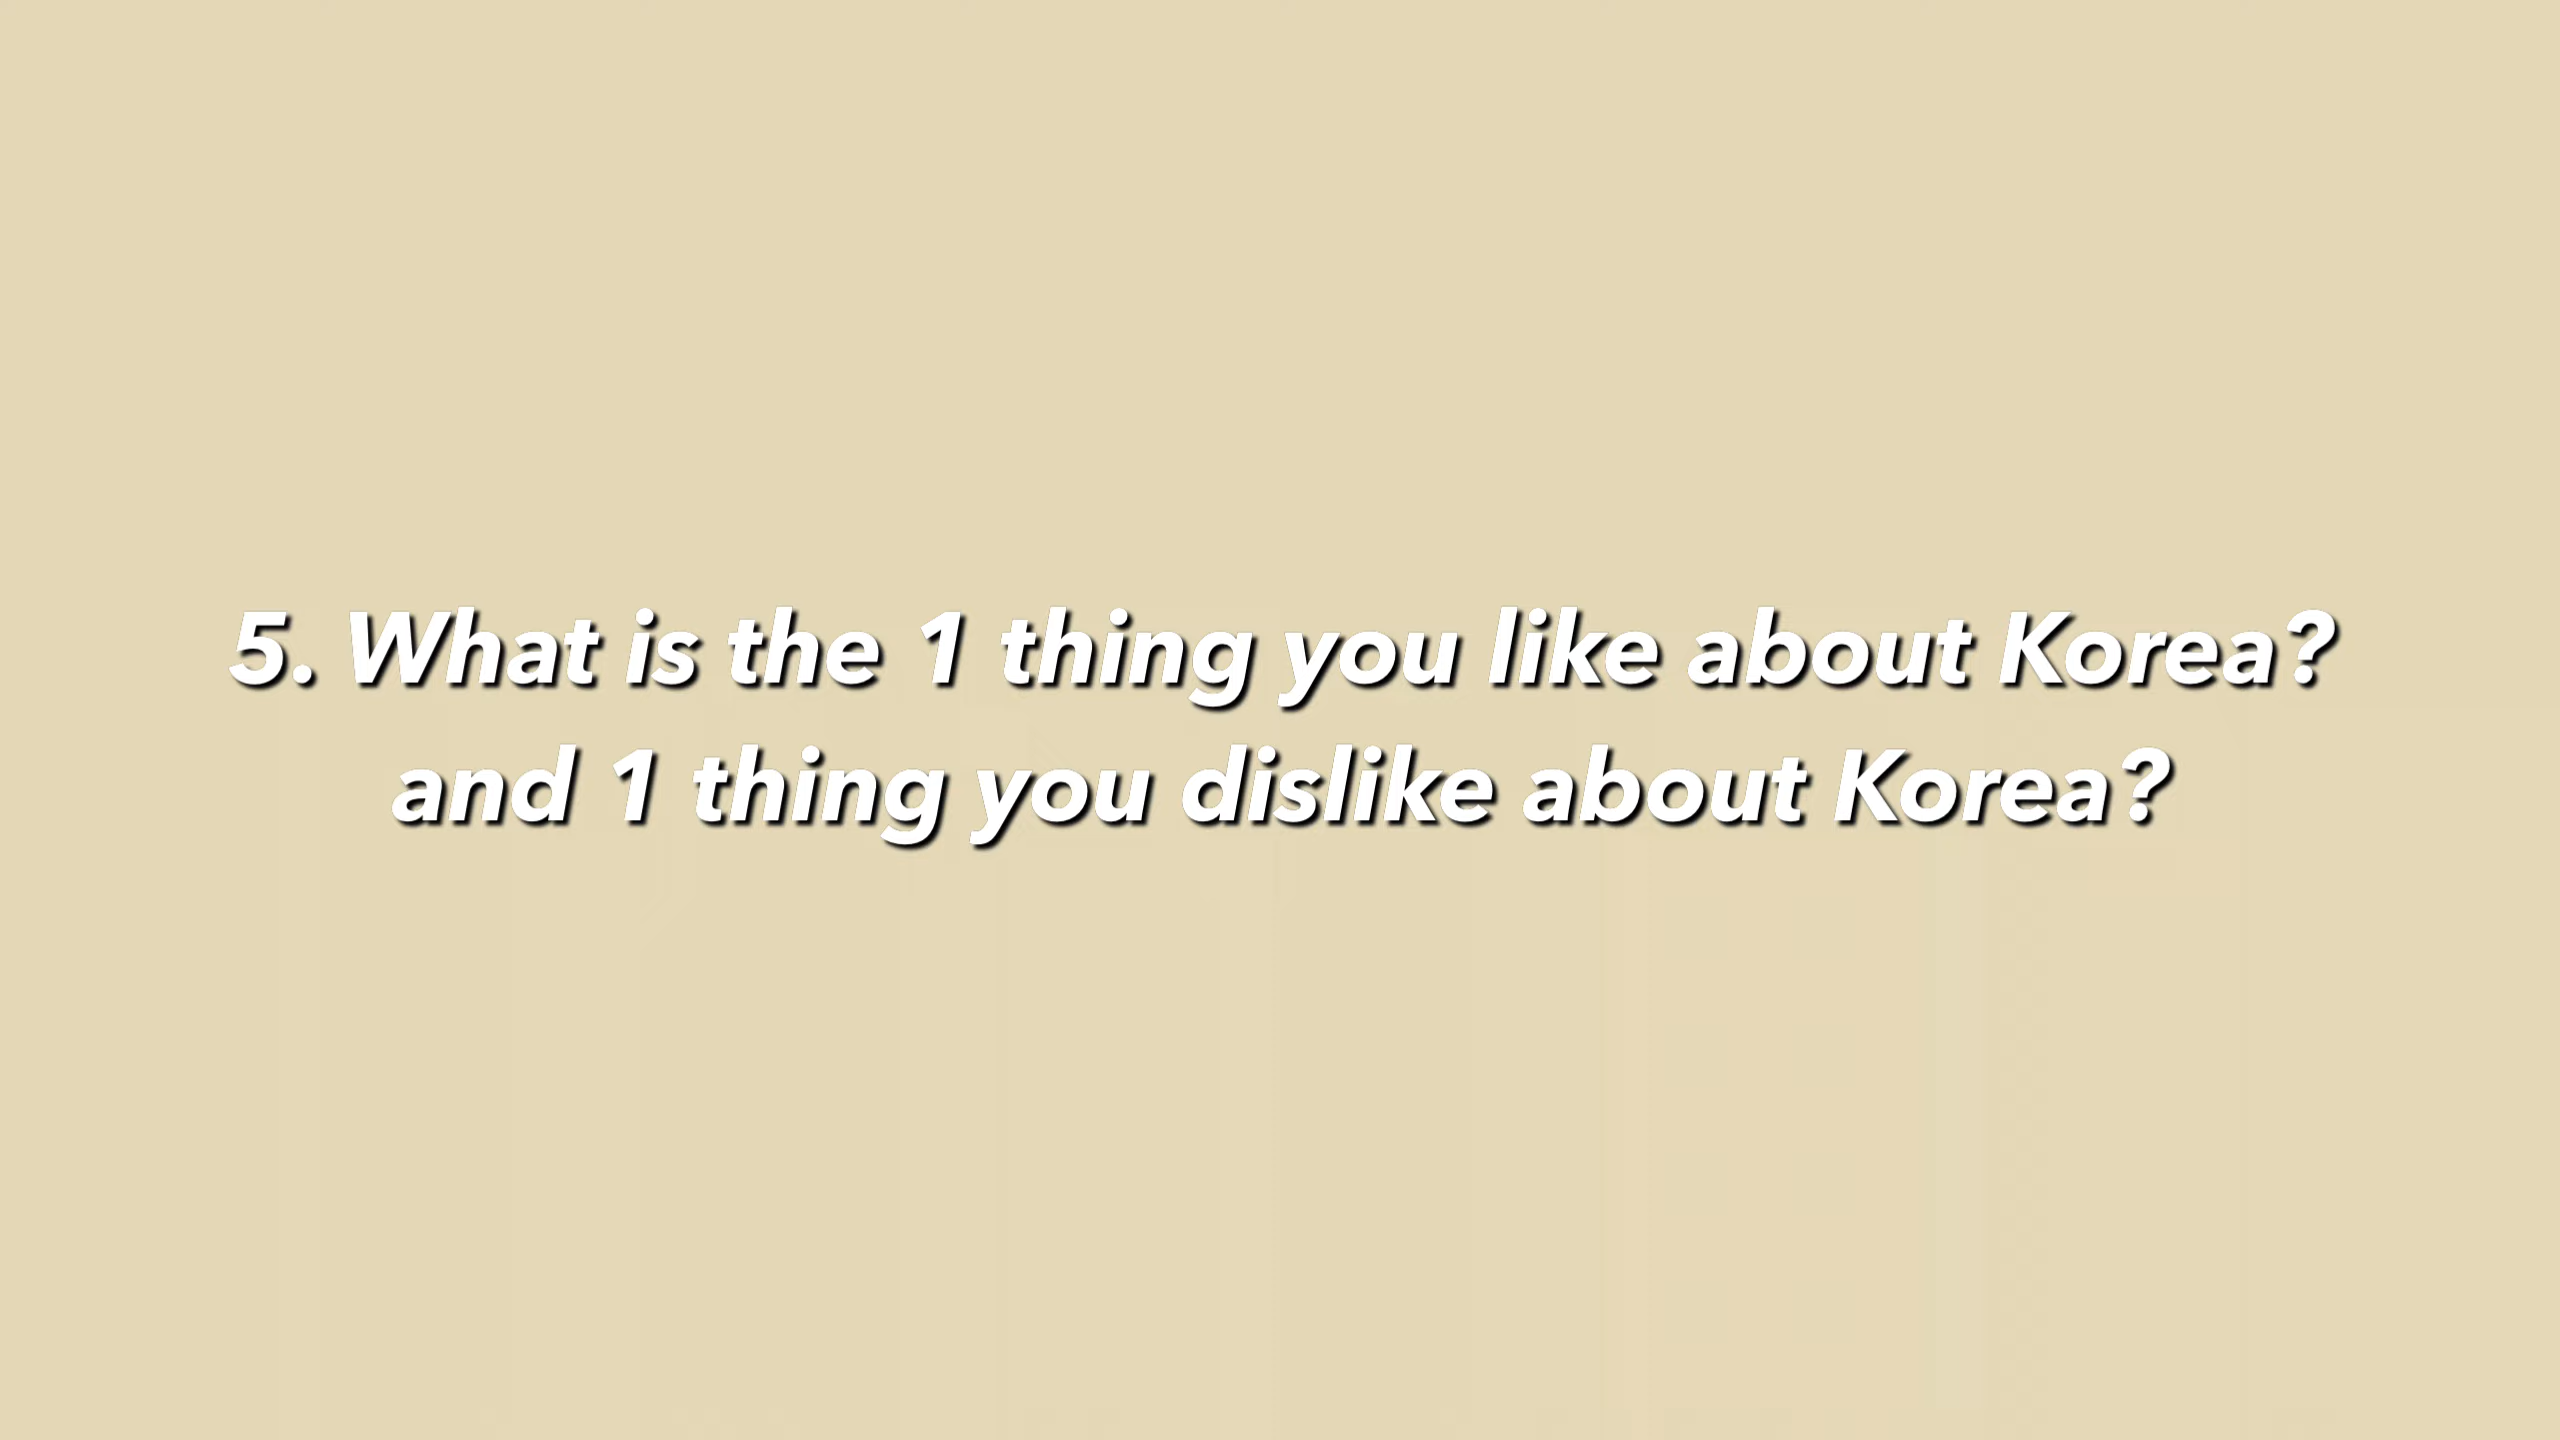 5. What is the 1 thing you like about Korea?
and 1 thing you dislike about Korea?